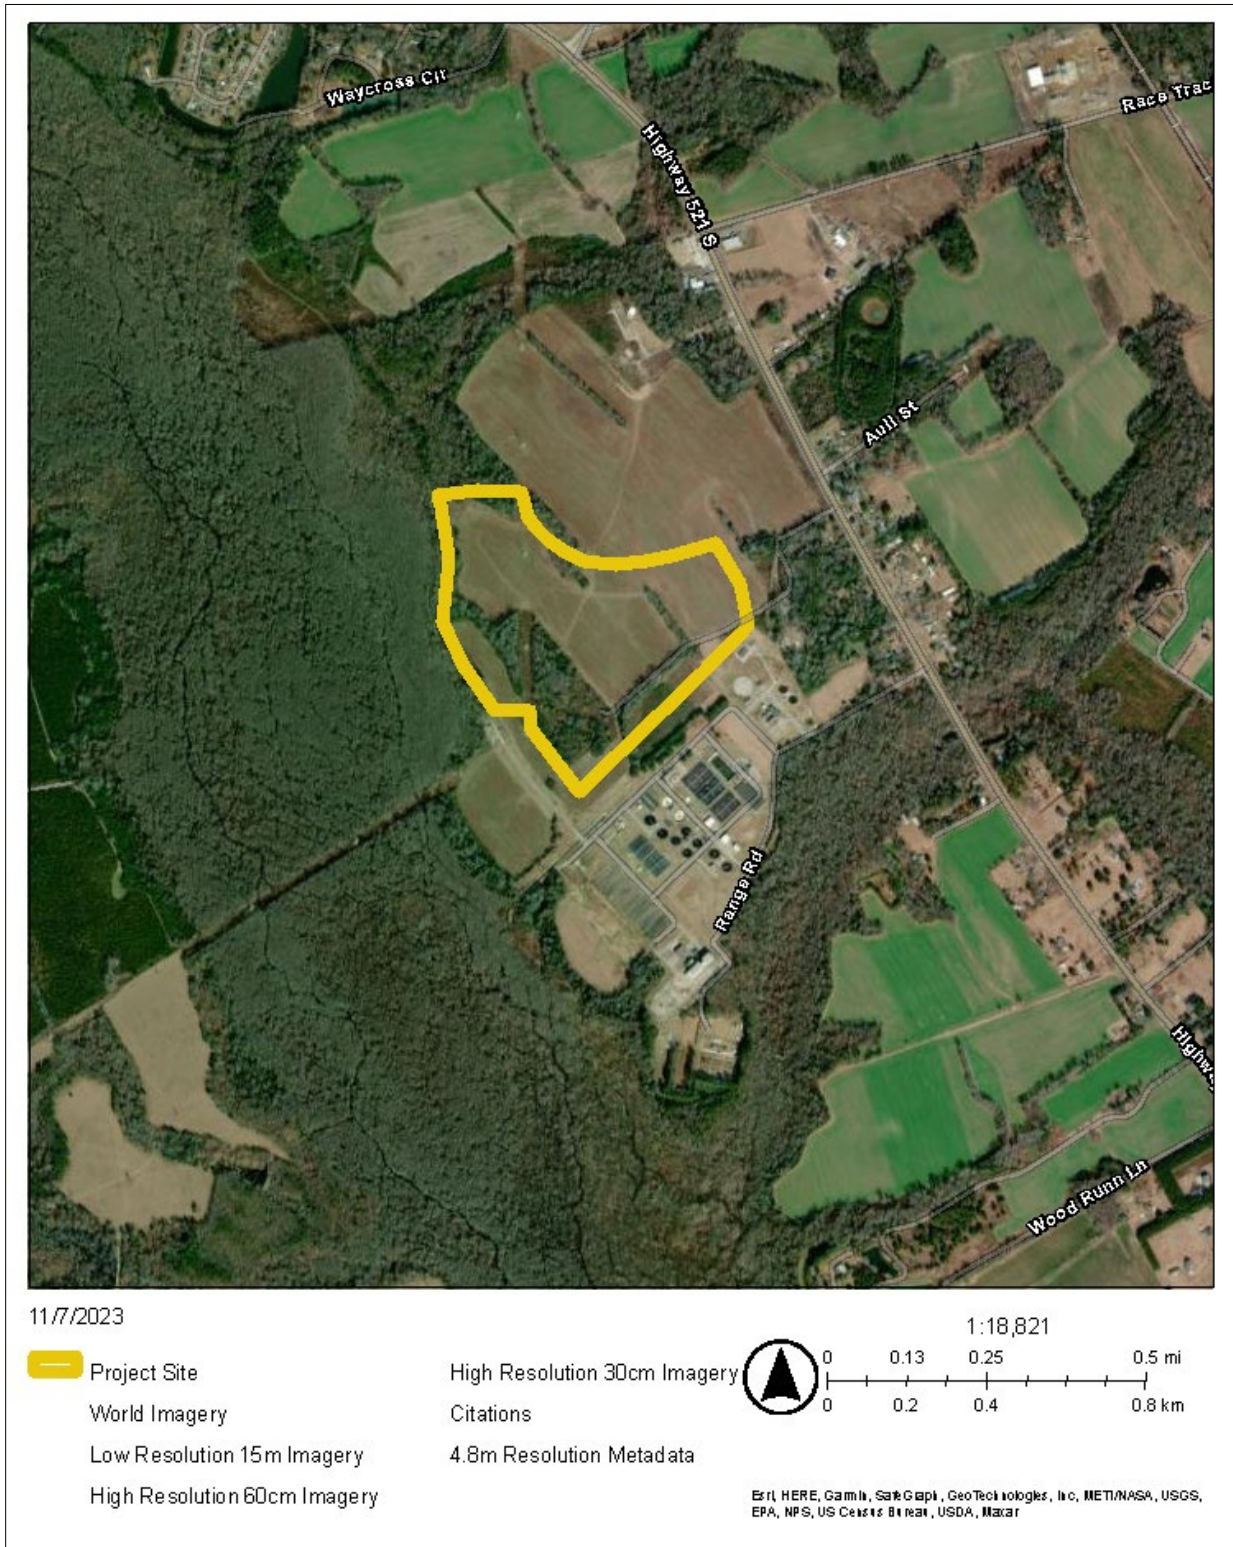 Waycross Cir
Race Trac
Highway 521 S
Aull St
Range Rd
Highway
Wood Runn Ln
11/7/2023
1:18,821
0 0.13 0.25 0.5 mi
0 0.2 0.4 0.8 km
Project Site
World Imagery
Low Resolution 15m Imagery
High Resolution 60cm Imagery
High Resolution 30cm Imagery
Citations
4.8m Resolution Metadata
Esri, HERE, Garmin, SafeGraph, GeoTechnologies, Inc, METI/NASA, USGS,
EPA, NPS, US Census Bureau, USDA, Maxar